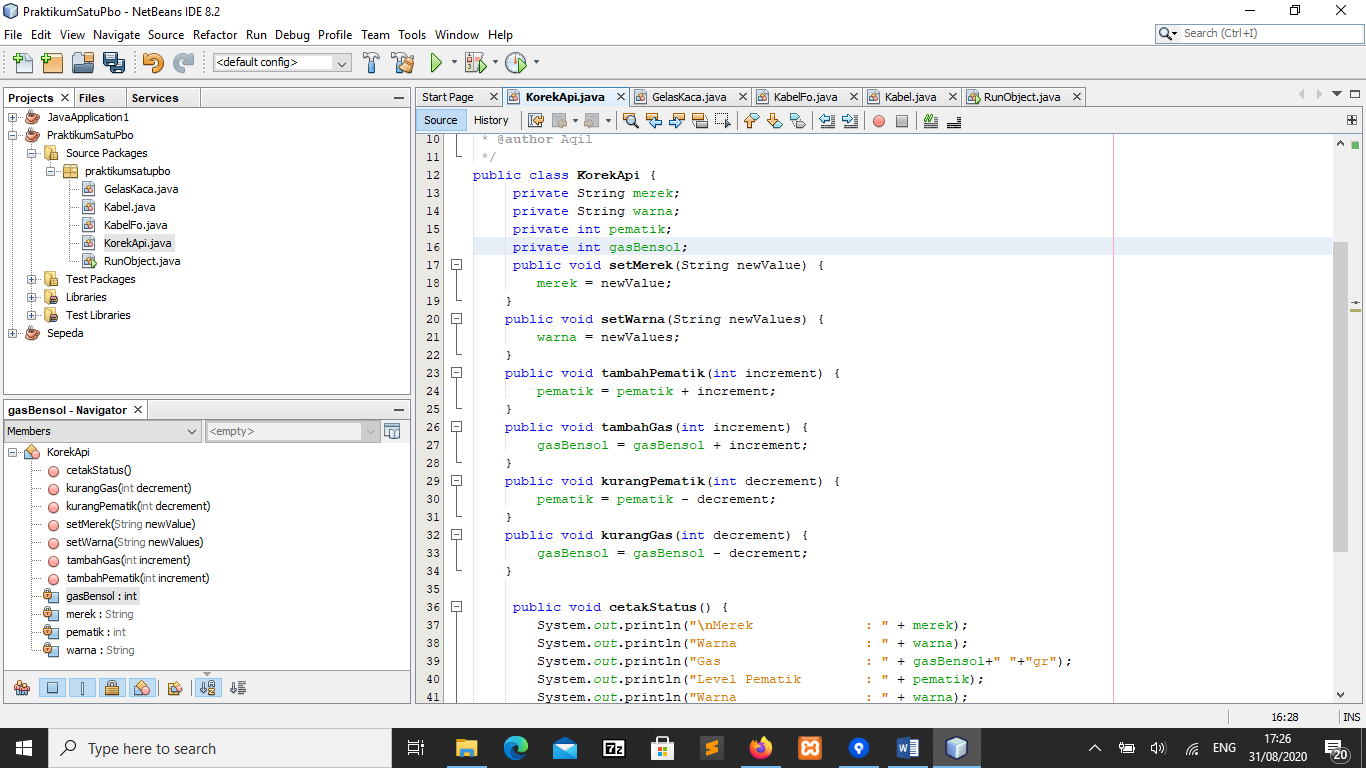 PraktikumSatuPbo - NetBeans IDE 8.2
File Edit View Navigate Source Refactor Run Debug Profile Team Tools Window Help
Search (Ctrl+I)
<default config>
Projects Files Services
JavaApplication1
PraktikumSatuPbo
Source Packages
praktikumsatupbo
GelasKaca.java
Kabel.java
KabelFo.java
KorekApi.java
RunObject.java
Test Packages
Libraries
Test Libraries
Sepeda
gasBensol - Navigator
Members <empty>
KorekApi
cetakStatus()
kurangGas(int decrement)
kurangPematik(int decrement)
setMerek(String newValue)
setWarna(String newValues)
tambahGas(int increment)
tambahPematik(int increment)
gasBensol : int
merek : String
pematik : int
warna : String
Start Page KorekApi.java GelasKaca.java KabelFo.java Kabel.java RunObject.java
Source History
10 * @author Aqil
11 */
12 public class KorekApi {
13 private String merek;
14 private String warna;
15 private int pematik;
16 private int gasBensol;
17 public void setMerek(String newValue) {
18 merek = newValue;
19 }
20 public void setWarna(String newValues) {
21 warna = newValues;
22 }
23 public void tambahPematik(int increment) {
24 pematik = pematik + increment;
25 }
26 public void tambahGas(int increment) {
27 gasBensol = gasBensol + increment;
28 }
29 public void kurangPematik(int decrement) {
30 pematik = pematik - decrement;
31 }
32 public void kurangGas(int decrement) {
33 gasBensol = gasBensol - decrement;
34 }
35
36 public void cetakStatus() {
37 System.out.println("\nMerek : " + merek);
38 System.out.println("Warna : " + warna);
39 System.out.println("Gas : " + gasBensol+" "+"gr");
40 System.out.println("Level Pematik : " + pematik);
41 System.out.println("Warna : " + warna);
16:28 INS
Type here to search
7z
ENG
17:26
31/08/2020
20